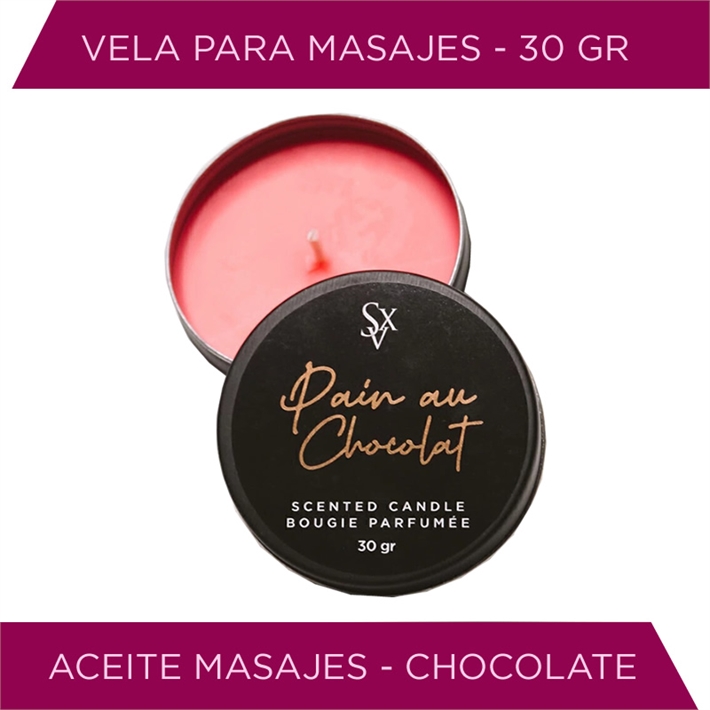 VELA PARA MASAJES - 30 GR
SXV
Pain au
Chocolat
SCENTED CANDLE
BOUGIE PARFUMÉE
30 gr
ACEITE MASAJES - CHOCOLATE